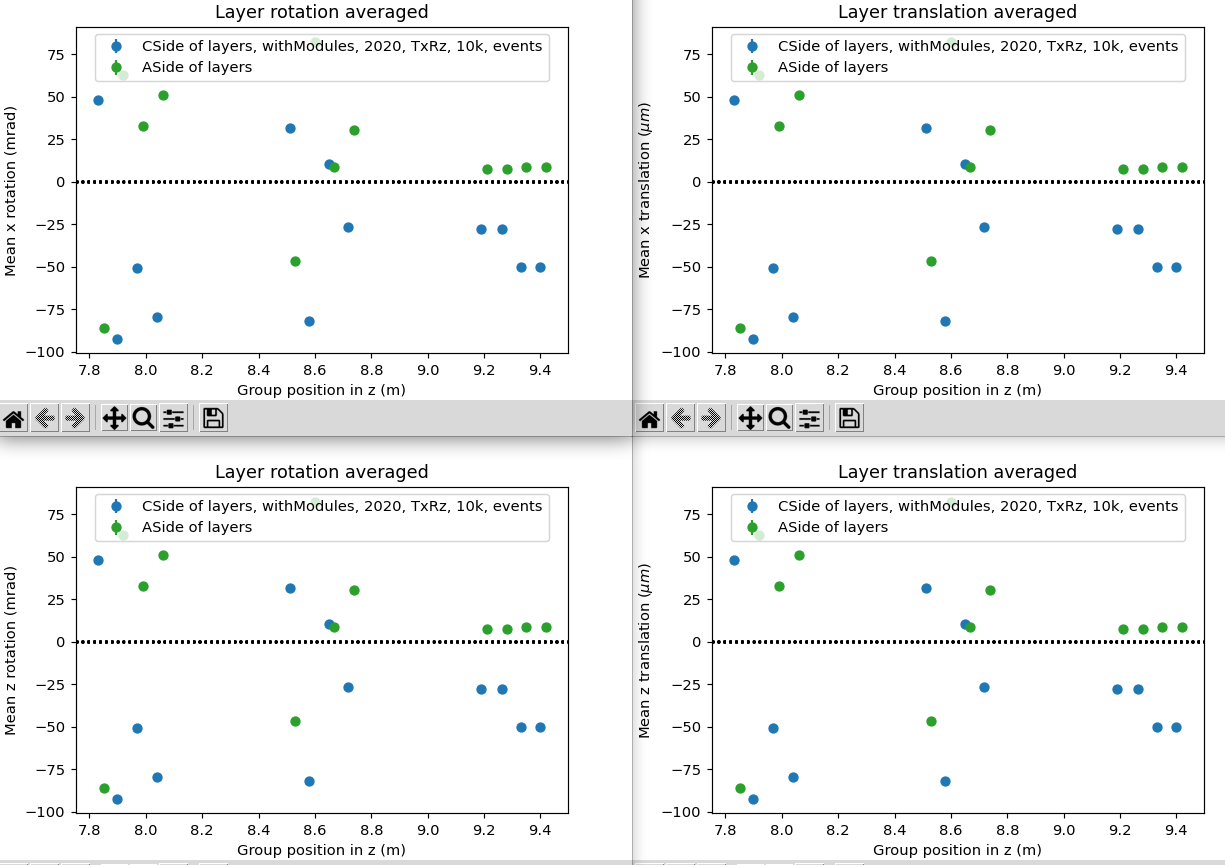 Layer rotation averaged
CSide of layers, withModules, 2020, TxRz, 10k, events
ASide of layers
Mean x rotation (mrad)
75
50
25
0
−25
−50
−75
−100
7.8 8.0 8.2 8.4 8.6 8.8 9.0 9.2 9.4
Group position in z (m)
Layer translation averaged
CSide of layers, withModules, 2020, TxRz, 10k, events
ASide of layers
Mean x translation (μm)
75
50
25
0
−25
−50
−75
−100
7.8 8.0 8.2 8.4 8.6 8.8 9.0 9.2 9.4
Group position in z (m)
Layer rotation averaged
CSide of layers, withModules, 2020, TxRz, 10k, events
ASide of layers
Mean z rotation (mrad)
75
50
25
0
−25
−50
−75
−100
7.8 8.0 8.2 8.4 8.6 8.8 9.0 9.2 9.4
Group position in z (m)
Layer translation averaged
CSide of layers, withModules, 2020, TxRz, 10k, events
ASide of layers
Mean z translation (μm)
75
50
25
0
−25
−50
−75
−100
7.8 8.0 8.2 8.4 8.6 8.8 9.0 9.2 9.4
Group position in z (m)